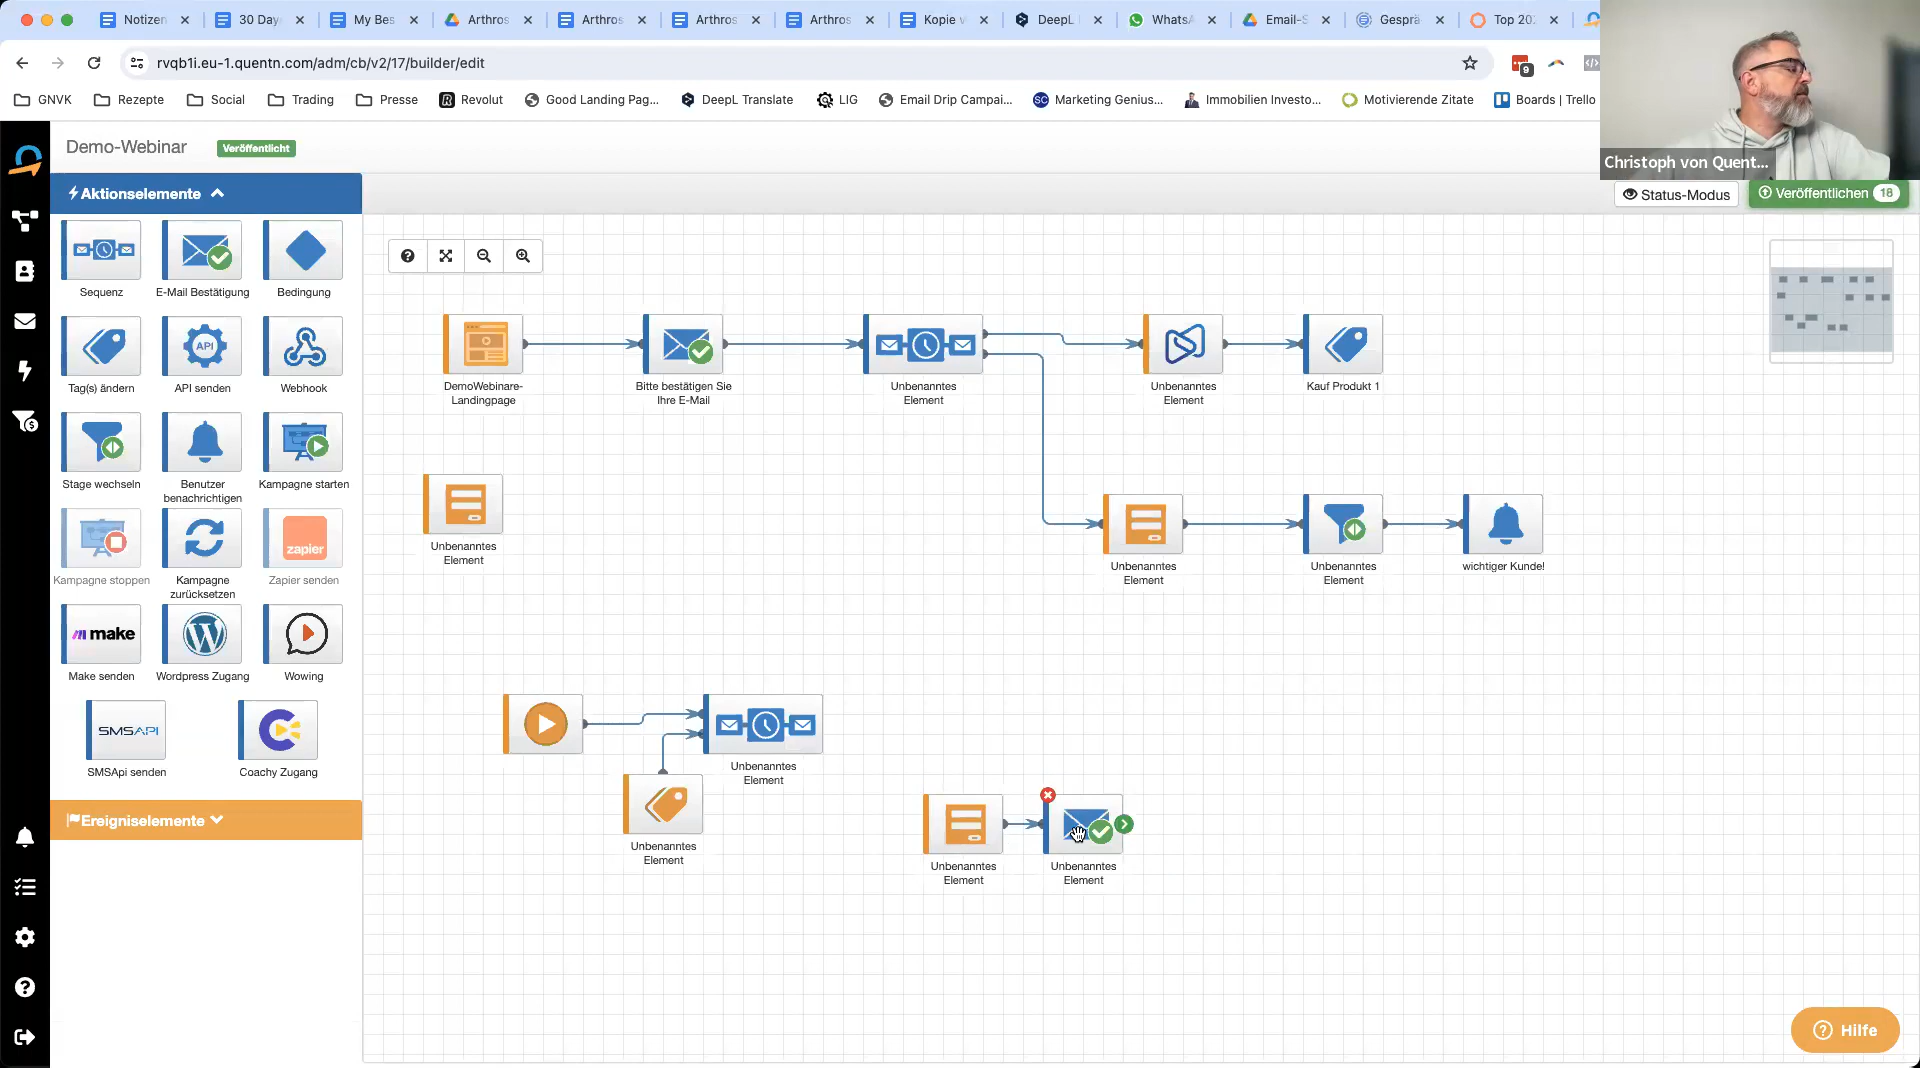 Notizen
30 Day
My Bes
Arthros
Arthros
Arthros
Arthros
Kopie v
DeepL
WhatsA
Email-S
Gesprä
Top 20
rvqb1i.eu-1.quentn.com/adm/cb/v2/17/builder/edit
9
GNVK
Rezepte
Social
Trading
Presse
Revolut
Good Landing Pag...
DeepL Translate
LIG
Email Drip Campai...
SC
Marketing Genius...
Immobilien Investo...
Motivierende Zitate
Boards | Trello
Christoph von Quent...
Demo-Webinar
Veröffentlicht
Aktionselemente
Status-Modus
Veröffentlichen 18
Sequenz
E-Mail Bestätigung
Bedingung
API
Tag(s) ändern
API senden
Webhook
Stage wechseln
Benutzer
benachrichtigen
Kampagne starten
zapier
Kampagne stoppen
Kampagne
zurücksetzen
Zapier senden
make
Make senden
Wordpress Zugang
Wowing
SMSAPI
SMSApi senden
Coachy Zugang
Ereigniselemente
DemoWebinare-
Landingpage
Bitte bestätigen Sie
Ihre E-Mail
Unbenanntes
Element
Unbenanntes
Element
Kauf Produkt 1
Unbenanntes
Element
Unbenanntes
Element
Unbenanntes
Element
wichtiger Kunde!
Unbenanntes
Element
Unbenanntes
Element
Unbenanntes
Element
Unbenanntes
Element
Hilfe